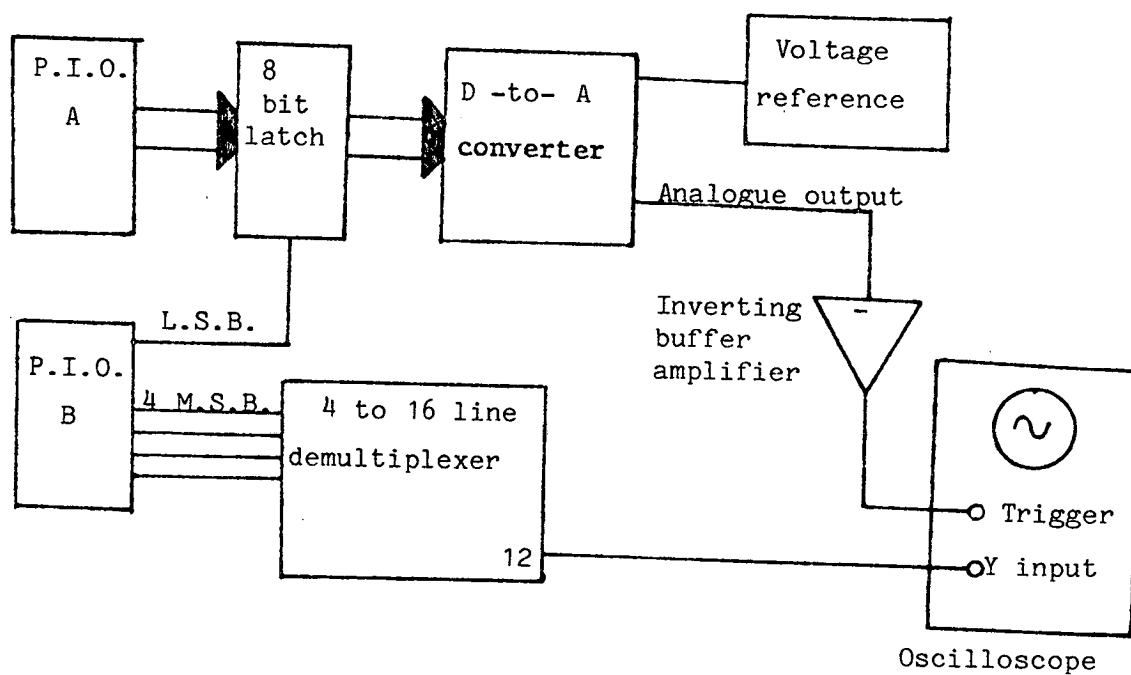 P.I.O.
A
8
bit
latch
D -to- A
converter
Voltage
reference
Analogue output
Inverting
buffer
amplifier
-
L.S.B.
P.I.O.
B
4 M.S.B.
4 to 16 line
demultiplexer
12
Trigger
Y input
Oscilloscope